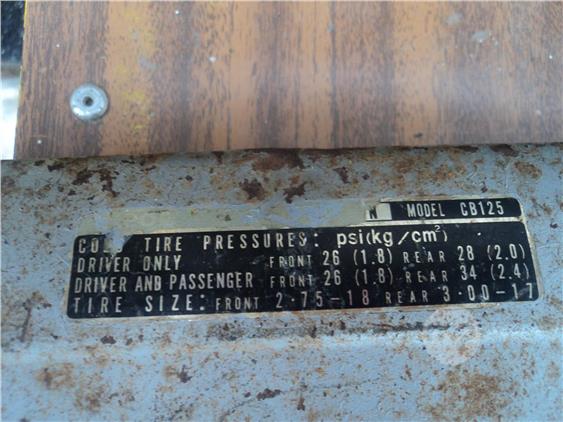 N MODEL CB125
TIRE PRESSURES: psi(kg/cm²)
DRIVER ONLY FRONT 26 (1.8) REAR 28 (2.0)
DRIVER AND PASSENGER FRONT 26 (1.8) REAR 34 (2.4)
TIRE SIZE: FRONT 2·75-18 REAR 3·00-17